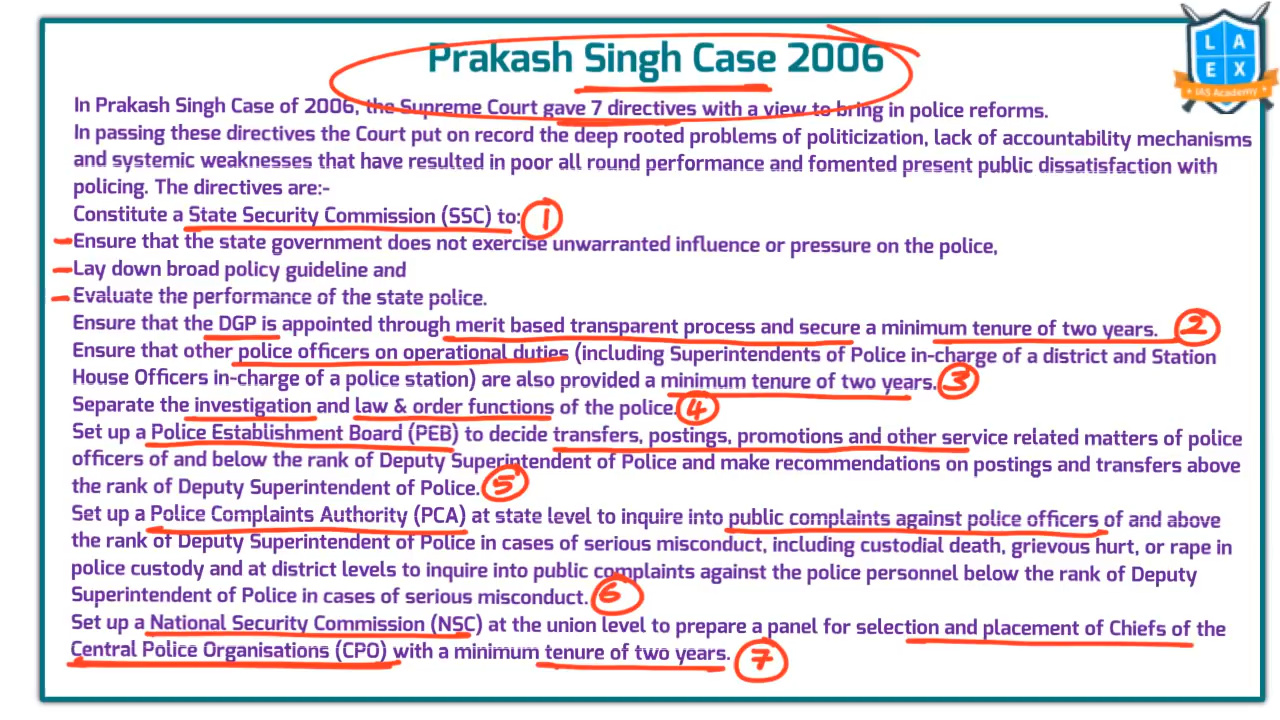 Prakash Singh Case 2006
L A
E X
IAS Academy
In Prakash Singh Case of 2006, the Supreme Court gave 7 directives with a view to bring in police reforms.
In passing these directives the Court put on record the deep rooted problems of politicization, lack of accountability mechanisms
and systemic weaknesses that have resulted in poor all round performance and fomented present public dissatisfaction with
policing. The directives are:-
Constitute a State Security Commission (SSC) to: 1
Ensure that the state government does not exercise unwarranted influence or pressure on the police,
Lay down broad policy guideline and
Evaluate the performance of the state police.
Ensure that the DGP is appointed through merit based transparent process and secure a minimum tenure of two years. 2
Ensure that other police officers on operational duties (including Superintendents of Police in-charge of a district and Station
House Officers in-charge of a police station) are also provided a minimum tenure of two years. 3
Separate the investigation and law & order functions of the police. 4
Set up a Police Establishment Board (PEB) to decide transfers, postings, promotions and other service related matters of police
officers of and below the rank of Deputy Superintendent of Police and make recommendations on postings and transfers above
the rank of Deputy Superintendent of Police. 5
Set up a Police Complaints Authority (PCA) at state level to inquire into public complaints against police officers of and above
the rank of Deputy Superintendent of Police in cases of serious misconduct, including custodial death, grievous hurt, or rape in
police custody and at district levels to inquire into public complaints against the police personnel below the rank of Deputy
Superintendent of Police in cases of serious misconduct. 6
Set up a National Security Commission (NSC) at the union level to prepare a panel for selection and placement of Chiefs of the
Central Police Organisations (CPO) with a minimum tenure of two years. 7